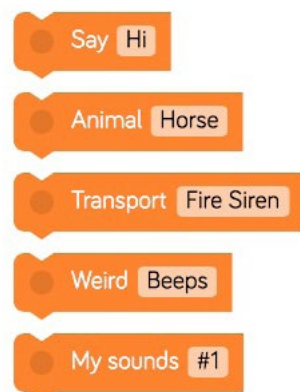 Say Hi
Animal Horse
Transport Fire Siren
Weird Beeps
My sounds #1